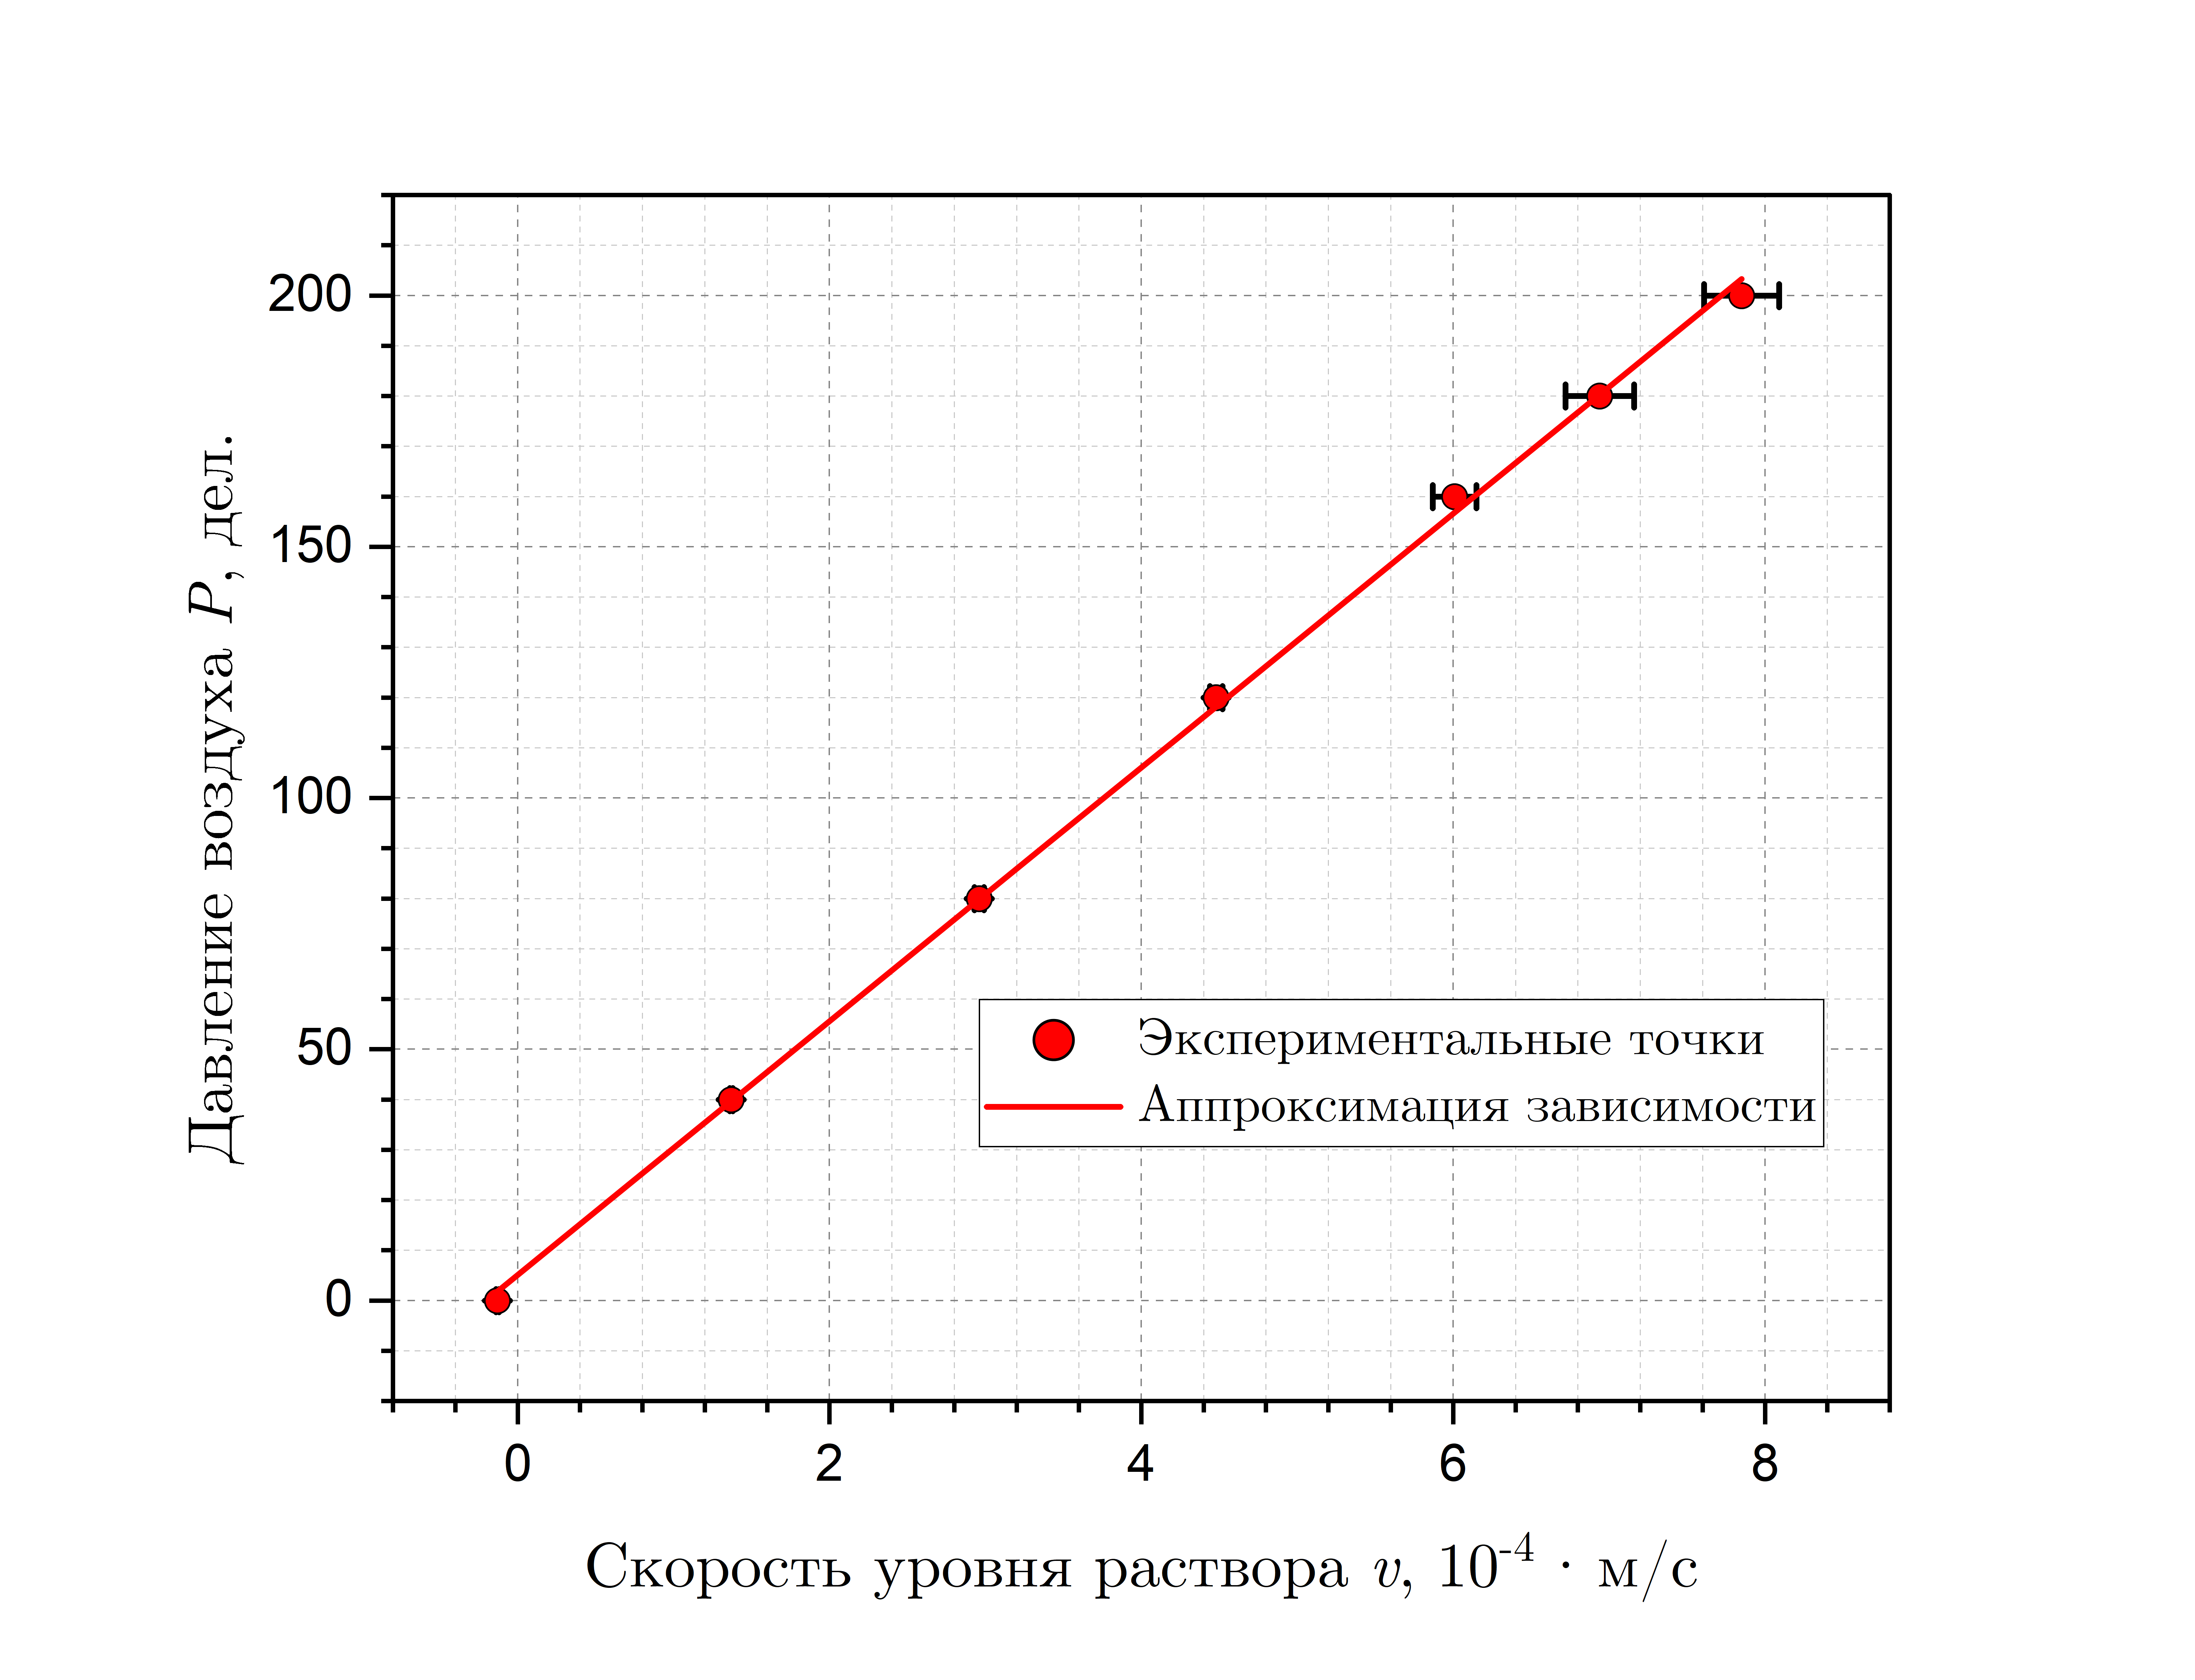 Давление воздуха P, дел.
200
150
100
50
0
Экспериментальные точки
Аппроксимация зависимости
0 2 4 6 8
Скорость уровня раствора v, 10⁻⁴ · м/с